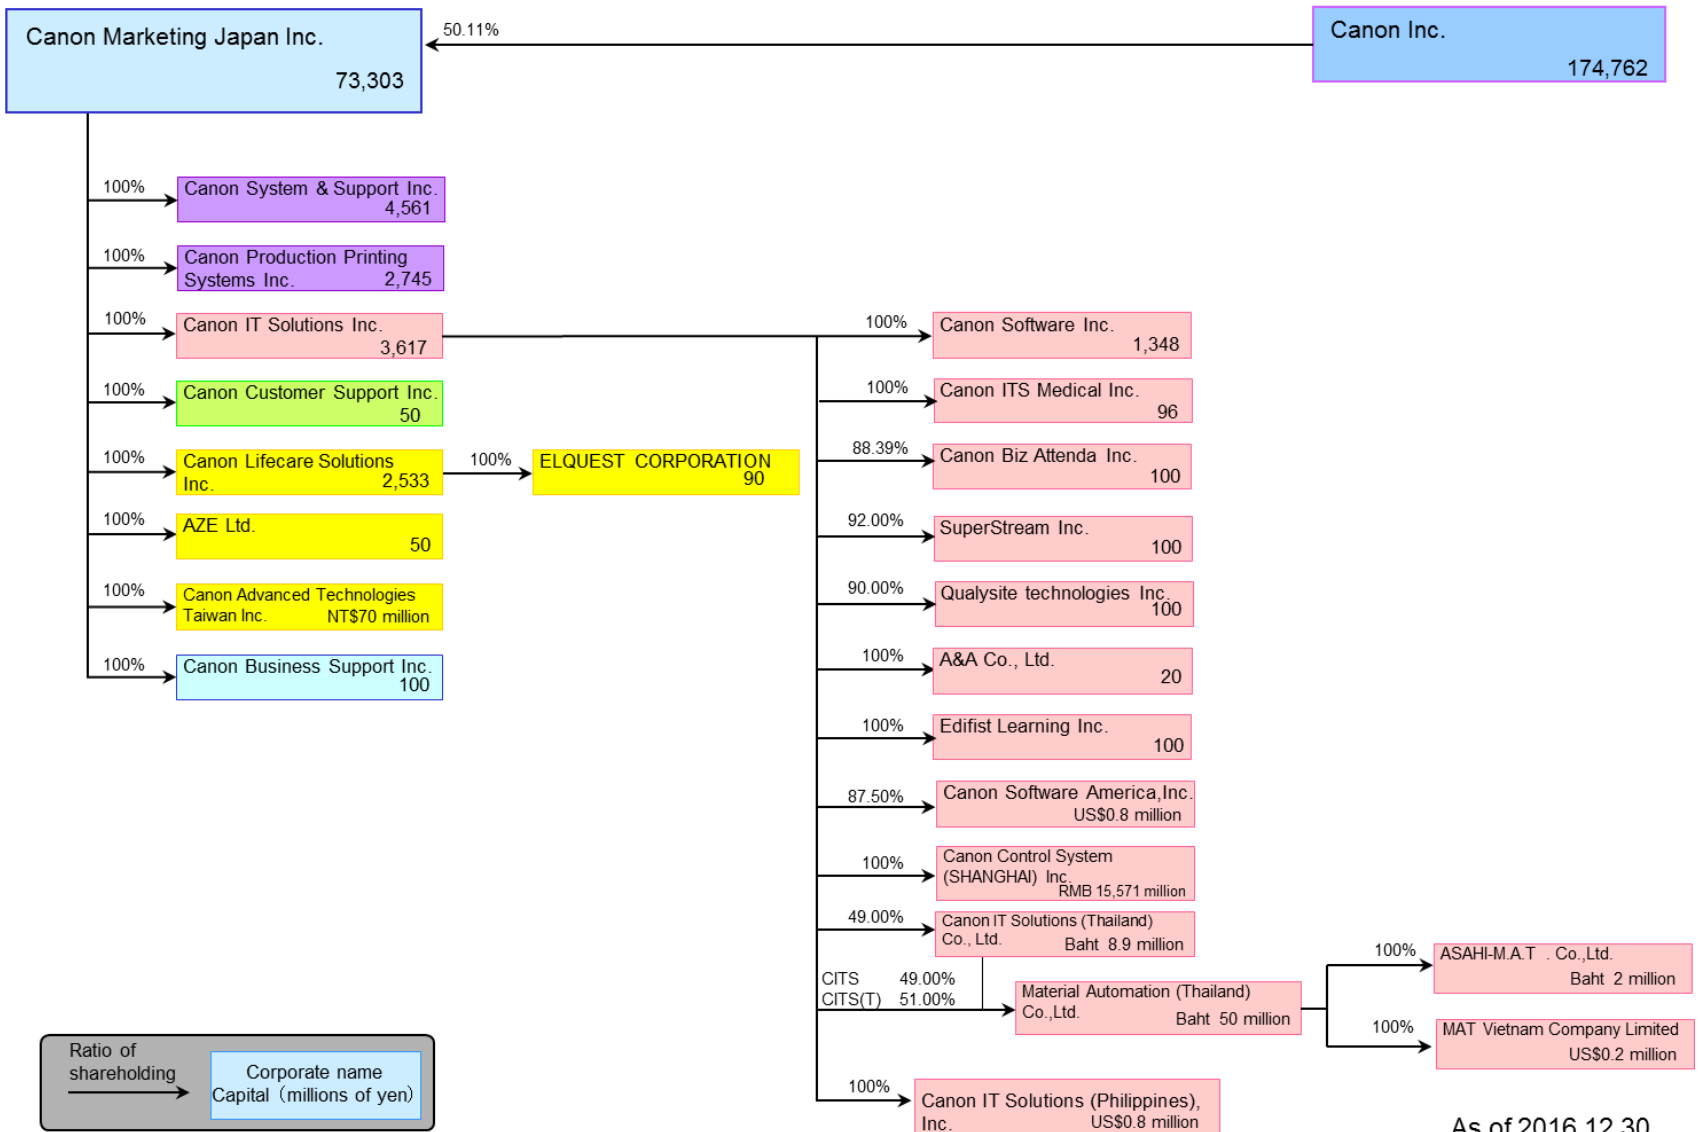 Canon Marketing Japan Inc.
73,303
50.11%
Canon Inc.
174,762
100%
Canon System & Support Inc.
4,561
100%
Canon Production Printing
Systems Inc. 2,745
100%
Canon IT Solutions Inc.
3,617
100%
Canon Customer Support Inc.
50
100%
Canon Lifecare Solutions
Inc. 2,533
100%
ELQUEST CORPORATION
90
100%
AZE Ltd.
50
100%
Canon Advanced Technologies
Taiwan Inc. NT$70 million
100%
Canon Business Support Inc.
100
100%
Canon Software Inc.
1,348
100%
Canon ITS Medical Inc.
96
88.39%
Canon Biz Attenda Inc.
100
92.00%
SuperStream Inc.
100
90.00%
Qualysite technologies Inc.
100
100%
A&A Co., Ltd.
20
100%
Edifist Learning Inc.
100
87.50%
Canon Software America,Inc.
US$0.8 million
100%
Canon Control System
(SHANGHAI) Inc.
RMB 15,571 million
49.00%
Canon IT Solutions (Thailand)
Co., Ltd. Baht 8.9 million
CITS 49.00%
CITS(T) 51.00%
Material Automation (Thailand)
Co.,Ltd. Baht 50 million
100%
ASAHI-M.A.T . Co.,Ltd.
Baht 2 million
100%
MAT Vietnam Company Limited
US$0.2 million
100%
Canon IT Solutions (Philippines),
Inc. US$0.8 million
Ratio of
shareholding
Corporate name
Capital (millions of yen)
As of 2016.12.30